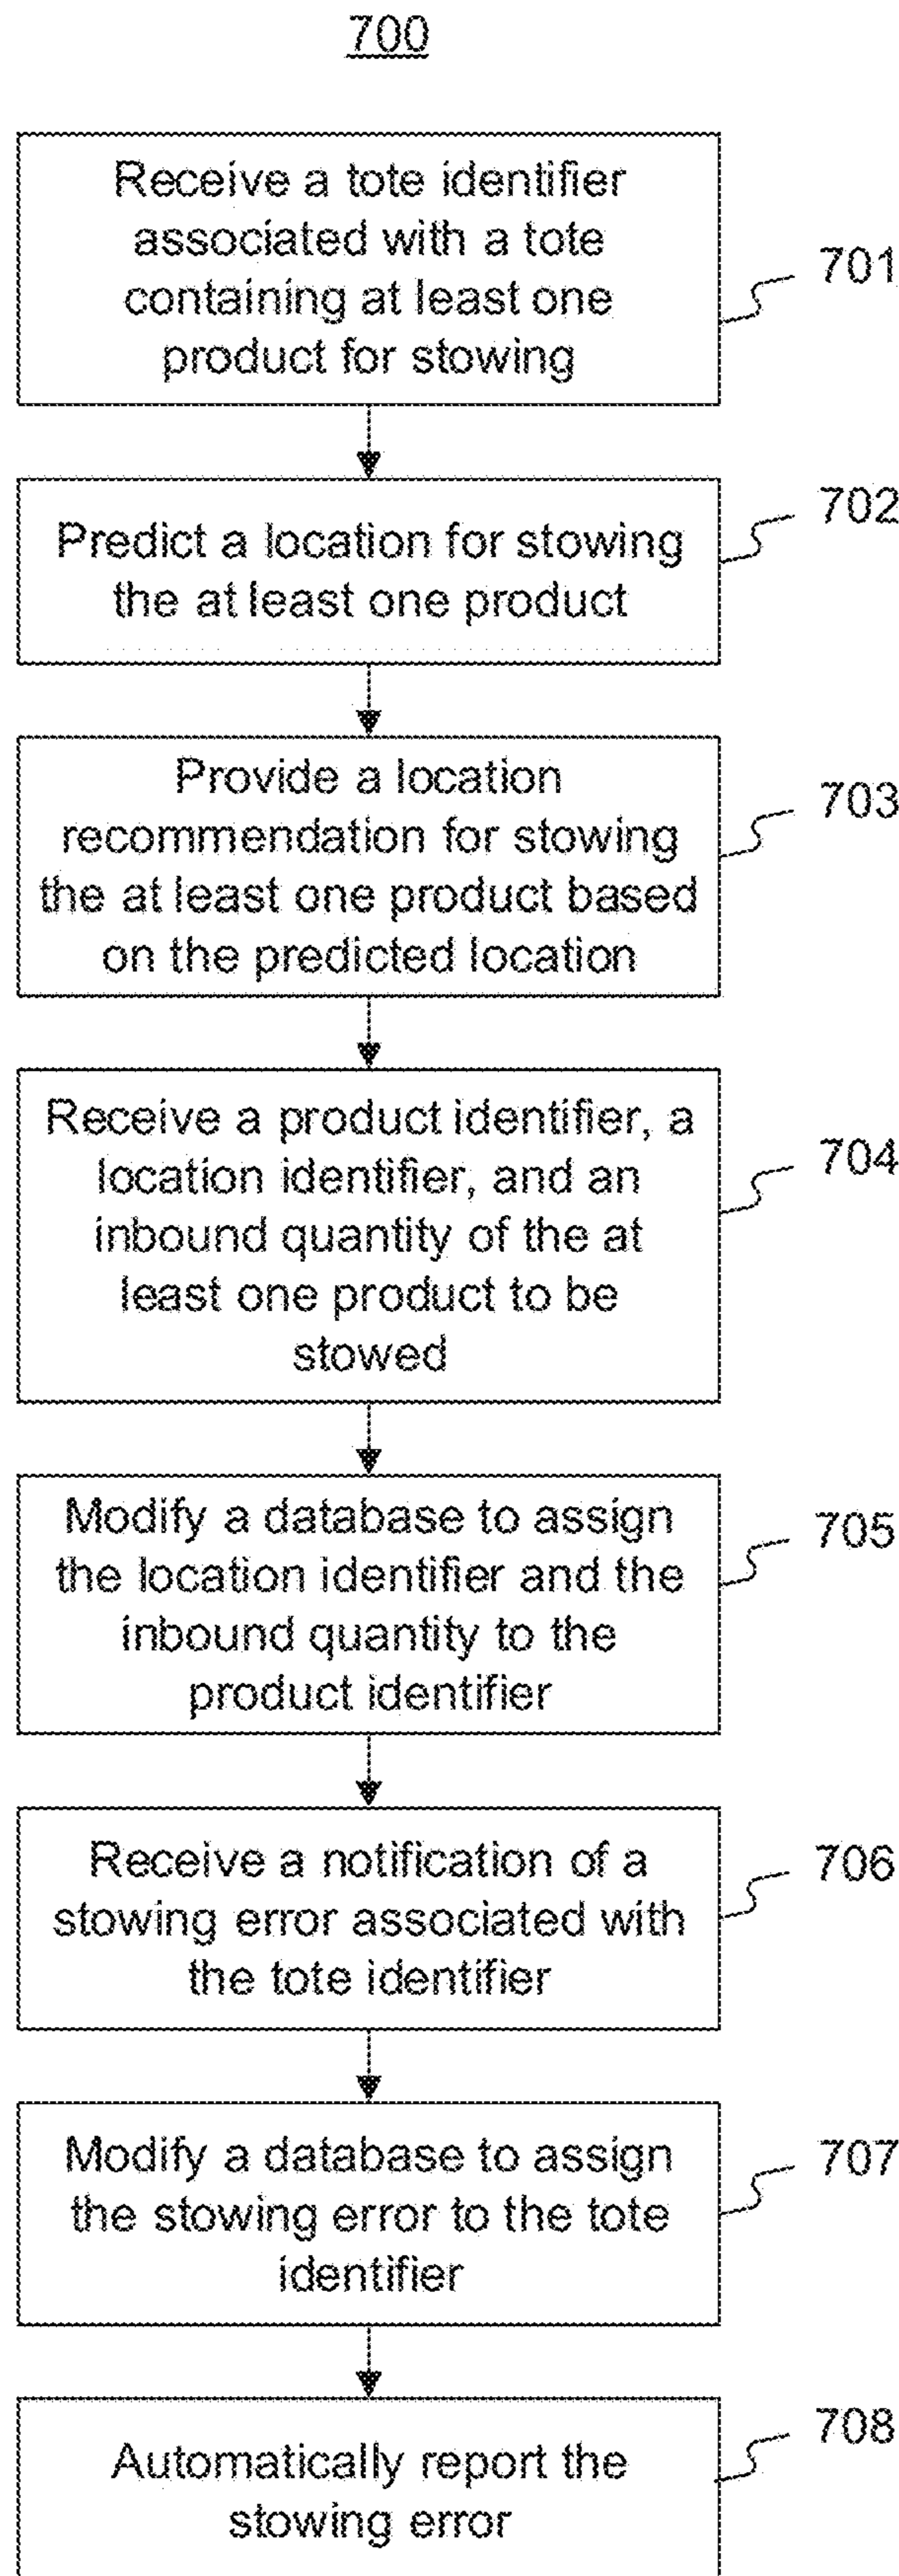 700
Receive a tote identifier
associated with a tote
containing at least one
product for stowing
701
Predict a location for stowing
the at least one product
702
Provide a location
recommendation for stowing
the at least one product based
on the predicted location
703
Receive a product identifier, a
location identifier, and an
inbound quantity of the at
least one product to be
stowed
704
Modify a database to assign
the location identifier and the
inbound quantity to the
product identifier
705
Receive a notification of a
stowing error associated with
the tote identifier
706
Modify a database to assign
the stowing error to the tote
identifier
707
Automatically report the
stowing error
708